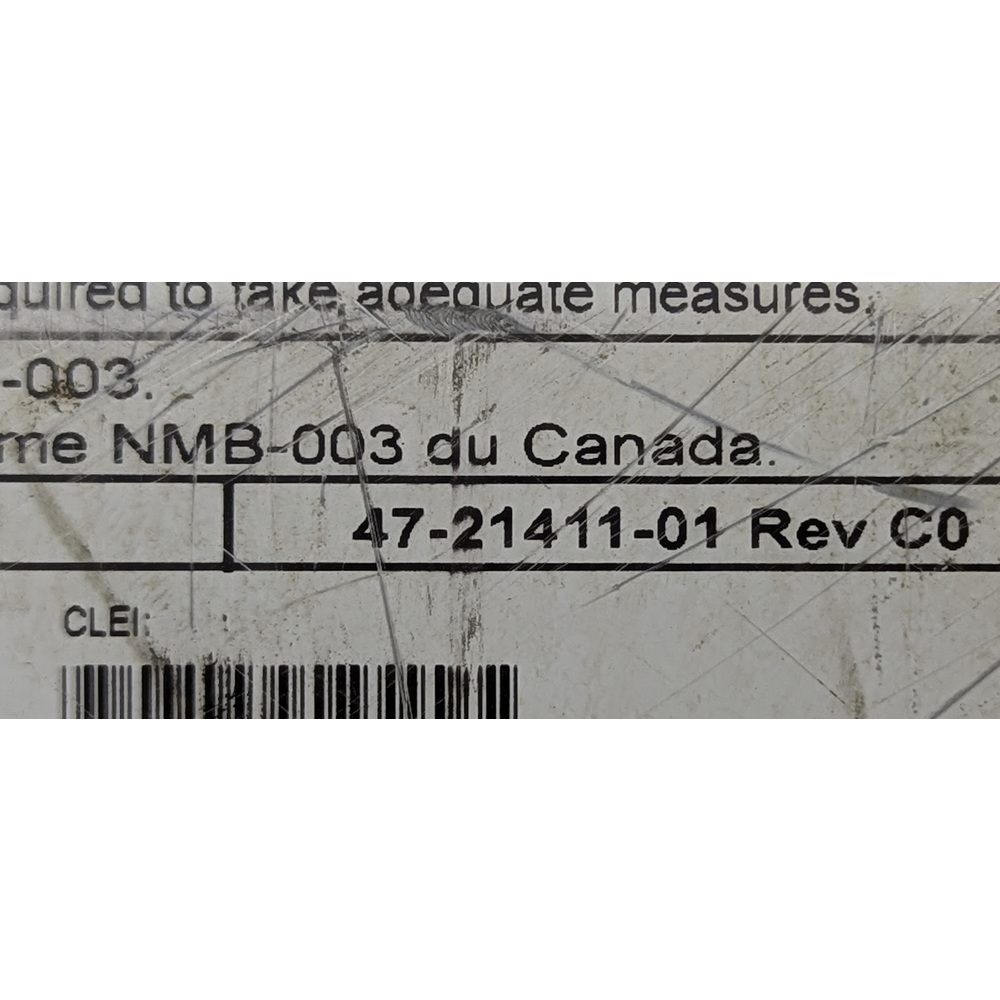 quired to take adequate measures.
-003.
me NMB-003 du Canada.
47-21411-01 Rev C0
CLEI: